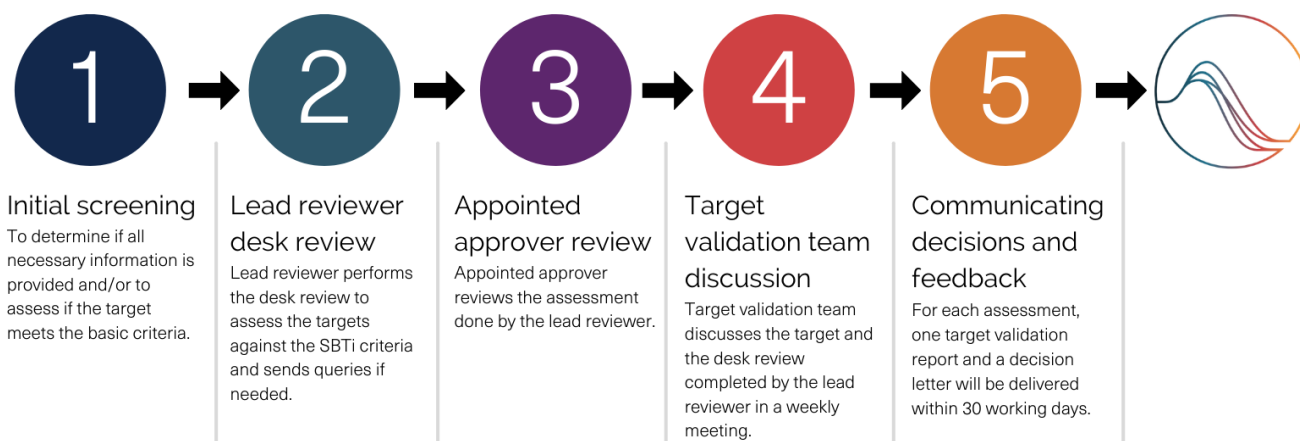 1
2
3
4
5
Initial screening
To determine if all
necessary information is
provided and/or to
assess if the target
meets the basic criteria.
Lead reviewer
desk review
Lead reviewer performs
the desk review to
assess the targets
against the SBTi criteria
and sends queries if
needed.
Appointed
approver review
Appointed approver
reviews the assessment
done by the lead reviewer.
Target
validation team
discussion
Target validation team
discusses the target and
the desk review
completed by the lead
reviewer in a weekly
meeting.
Communicating
decisions and
feedback
For each assessment,
one target validation
report and a decision
letter will be delivered
within 30 working days.